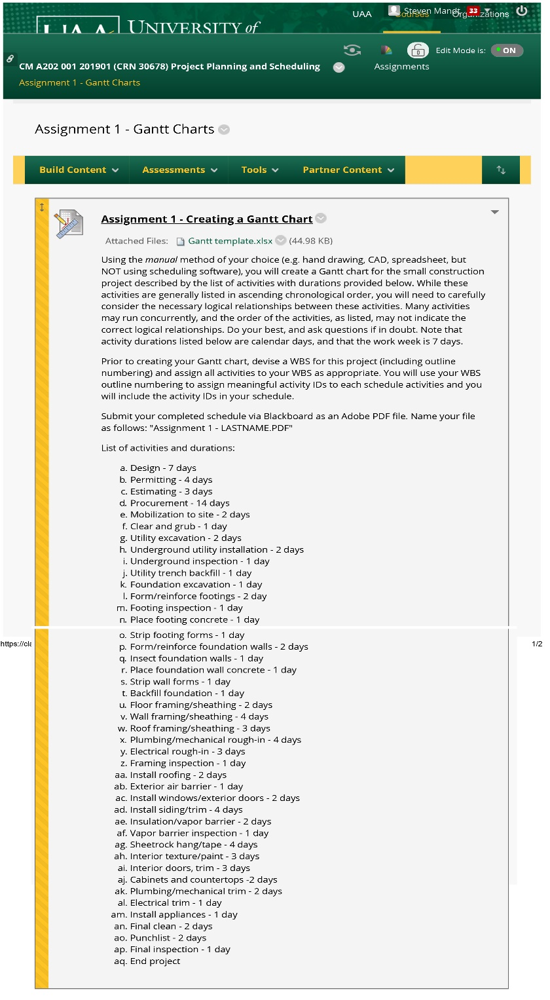 UAA
Courses
Organizations
Steven Mandt
33
UAA UNIVERSITY of
Edit Mode is:
ON
CM A202 001 201901 (CRN 30678) Project Planning and Scheduling
Assignments
Assignment 1 - Gantt Charts
Assignment 1 - Gantt Charts
Build Content
Assessments
Tools
Partner Content
Assignment 1 - Creating a Gantt Chart
Attached Files: Gantt template.xlsx (44.98 KB)
Using the manual method of your choice (e.g. hand drawing, CAD, spreadsheet, but
NOT using scheduling software), you will create a Gantt chart for the small construction
project described by the list of activities with durations provided below. While these
activities are generally listed in ascending chronological order, you will need to carefully
consider the necessary logical relationships between these activities. Many activities
may run concurrently, and the order of the activities, as listed, may not indicate the
correct logical relationships. Do your best, and ask questions if in doubt. Note that
activity durations listed below are calendar days, and that the work week is 7 days.
Prior to creating your Gantt chart, devise a WBS for this project (including outline
numbering) and assign all activities to your WBS as appropriate. You will use your WBS
outline numbering to assign meaningful activity IDs to each schedule activities and you
will include the activity IDs in your schedule.
Submit your completed schedule via Blackboard as an Adobe PDF file. Name your file
as follows: "Assignment 1 - LASTNAME.PDF"
List of activities and durations:
a. Design - 7 days
b. Permitting - 4 days
c. Estimating - 3 days
d. Procurement - 14 days
e. Mobilization to site - 2 days
f. Clear and grub - 1 day
g. Utility excavation - 2 days
h. Underground utility installation - 2 days
i. Underground inspection - 1 day
j. Utility trench backfill - 1 day
k. Foundation excavation - 1 day
l. Form/reinforce footings - 2 day
m. Footing inspection - 1 day
n. Place footing concrete - 1 day
o. Strip footing forms - 1 day
https://cla
1/2
p. Form/reinforce foundation walls - 2 days
q. Insect foundation walls - 1 day
r. Place foundation wall concrete - 1 day
s. Strip wall forms - 1 day
t. Backfill foundation - 1 day
u. Floor framing/sheathing - 2 days
v. Wall framing/sheathing - 4 days
w. Roof framing/sheathing - 3 days
x. Plumbing/mechanical rough-in - 4 days
y. Electrical rough-in - 3 days
z. Framing inspection - 1 day
aa. Install roofing - 2 days
ab. Exterior air barrier - 1 day
ac. Install windows/exterior doors - 2 days
ad. Install siding/trim - 4 days
ae. Insulation/vapor barrier - 2 days
af. Vapor barrier inspection - 1 day
ag. Sheetrock hang/tape - 4 days
ah. Interior texture/paint - 3 days
ai. Interior doors, trim - 3 days
aj. Cabinets and countertops -2 days
ak. Plumbing/mechanical trim - 2 days
al. Electrical trim - 1 day
am. Install appliances - 1 day
an. Final clean - 2 days
ao. Punchlist - 2 days
ap. Final inspection - 1 day
aq. End project